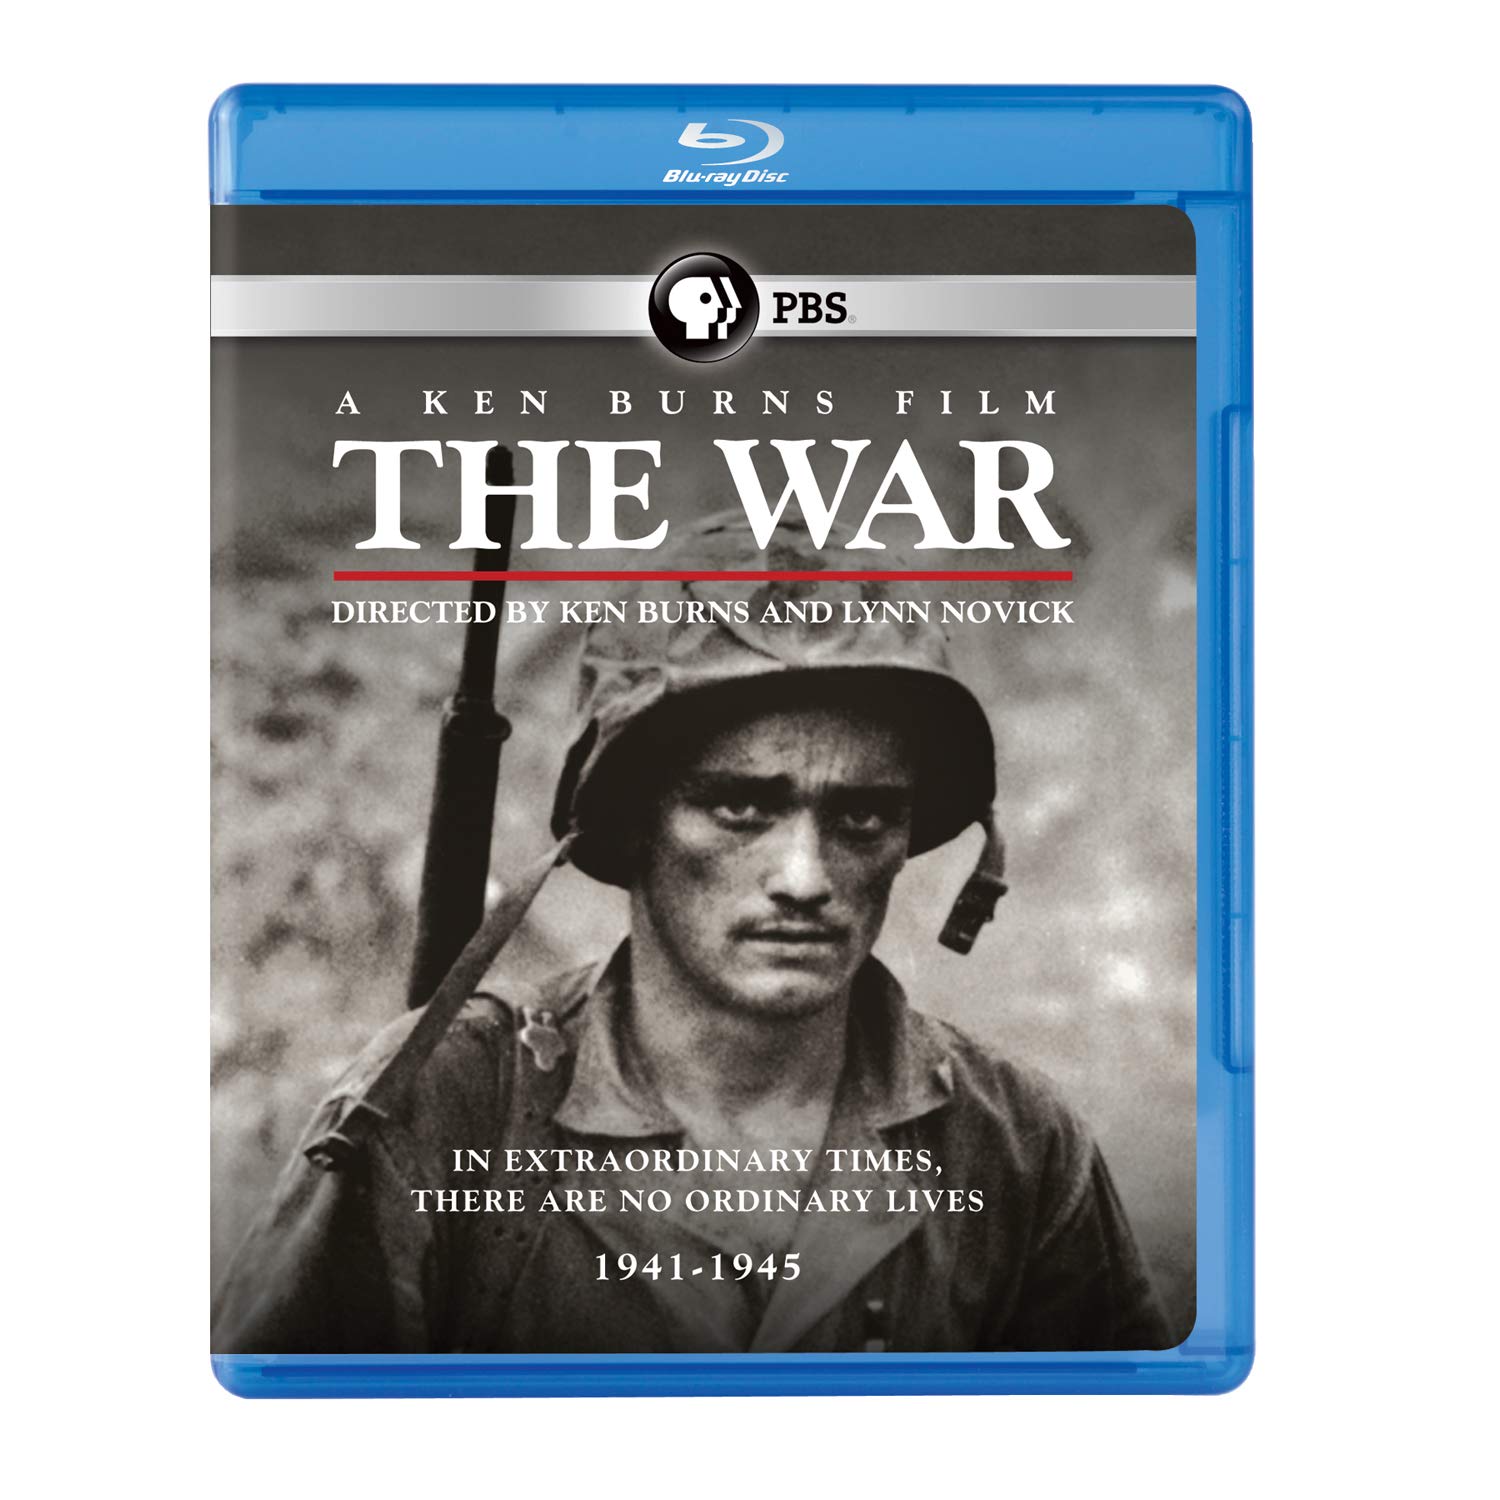 Blu-ray Disc
PBS®
A KEN BURNS FILM
THE WAR
DIRECTED BY KEN BURNS AND LYNN NOVICK
IN EXTRAORDINARY TIMES,
THERE ARE NO ORDINARY LIVES
1941-1945